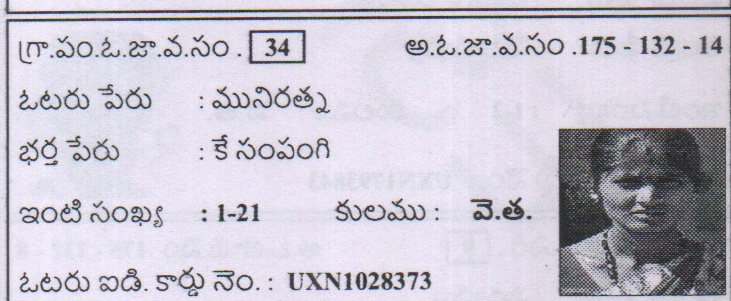 గ్రా.పం.ఓ.జా.వ.సం. . 34 అ.ఓ.జా.వ.సం .175 - 132 - 14
ఓటరు పేరు : మునిరత్న
భర్త పేరు : కే సంపంగి
ఇంటి సంఖ్య : 1-21 కులము వె.త.
ఓటరు ఐడి. కార్డు నెం. : UXN1028373